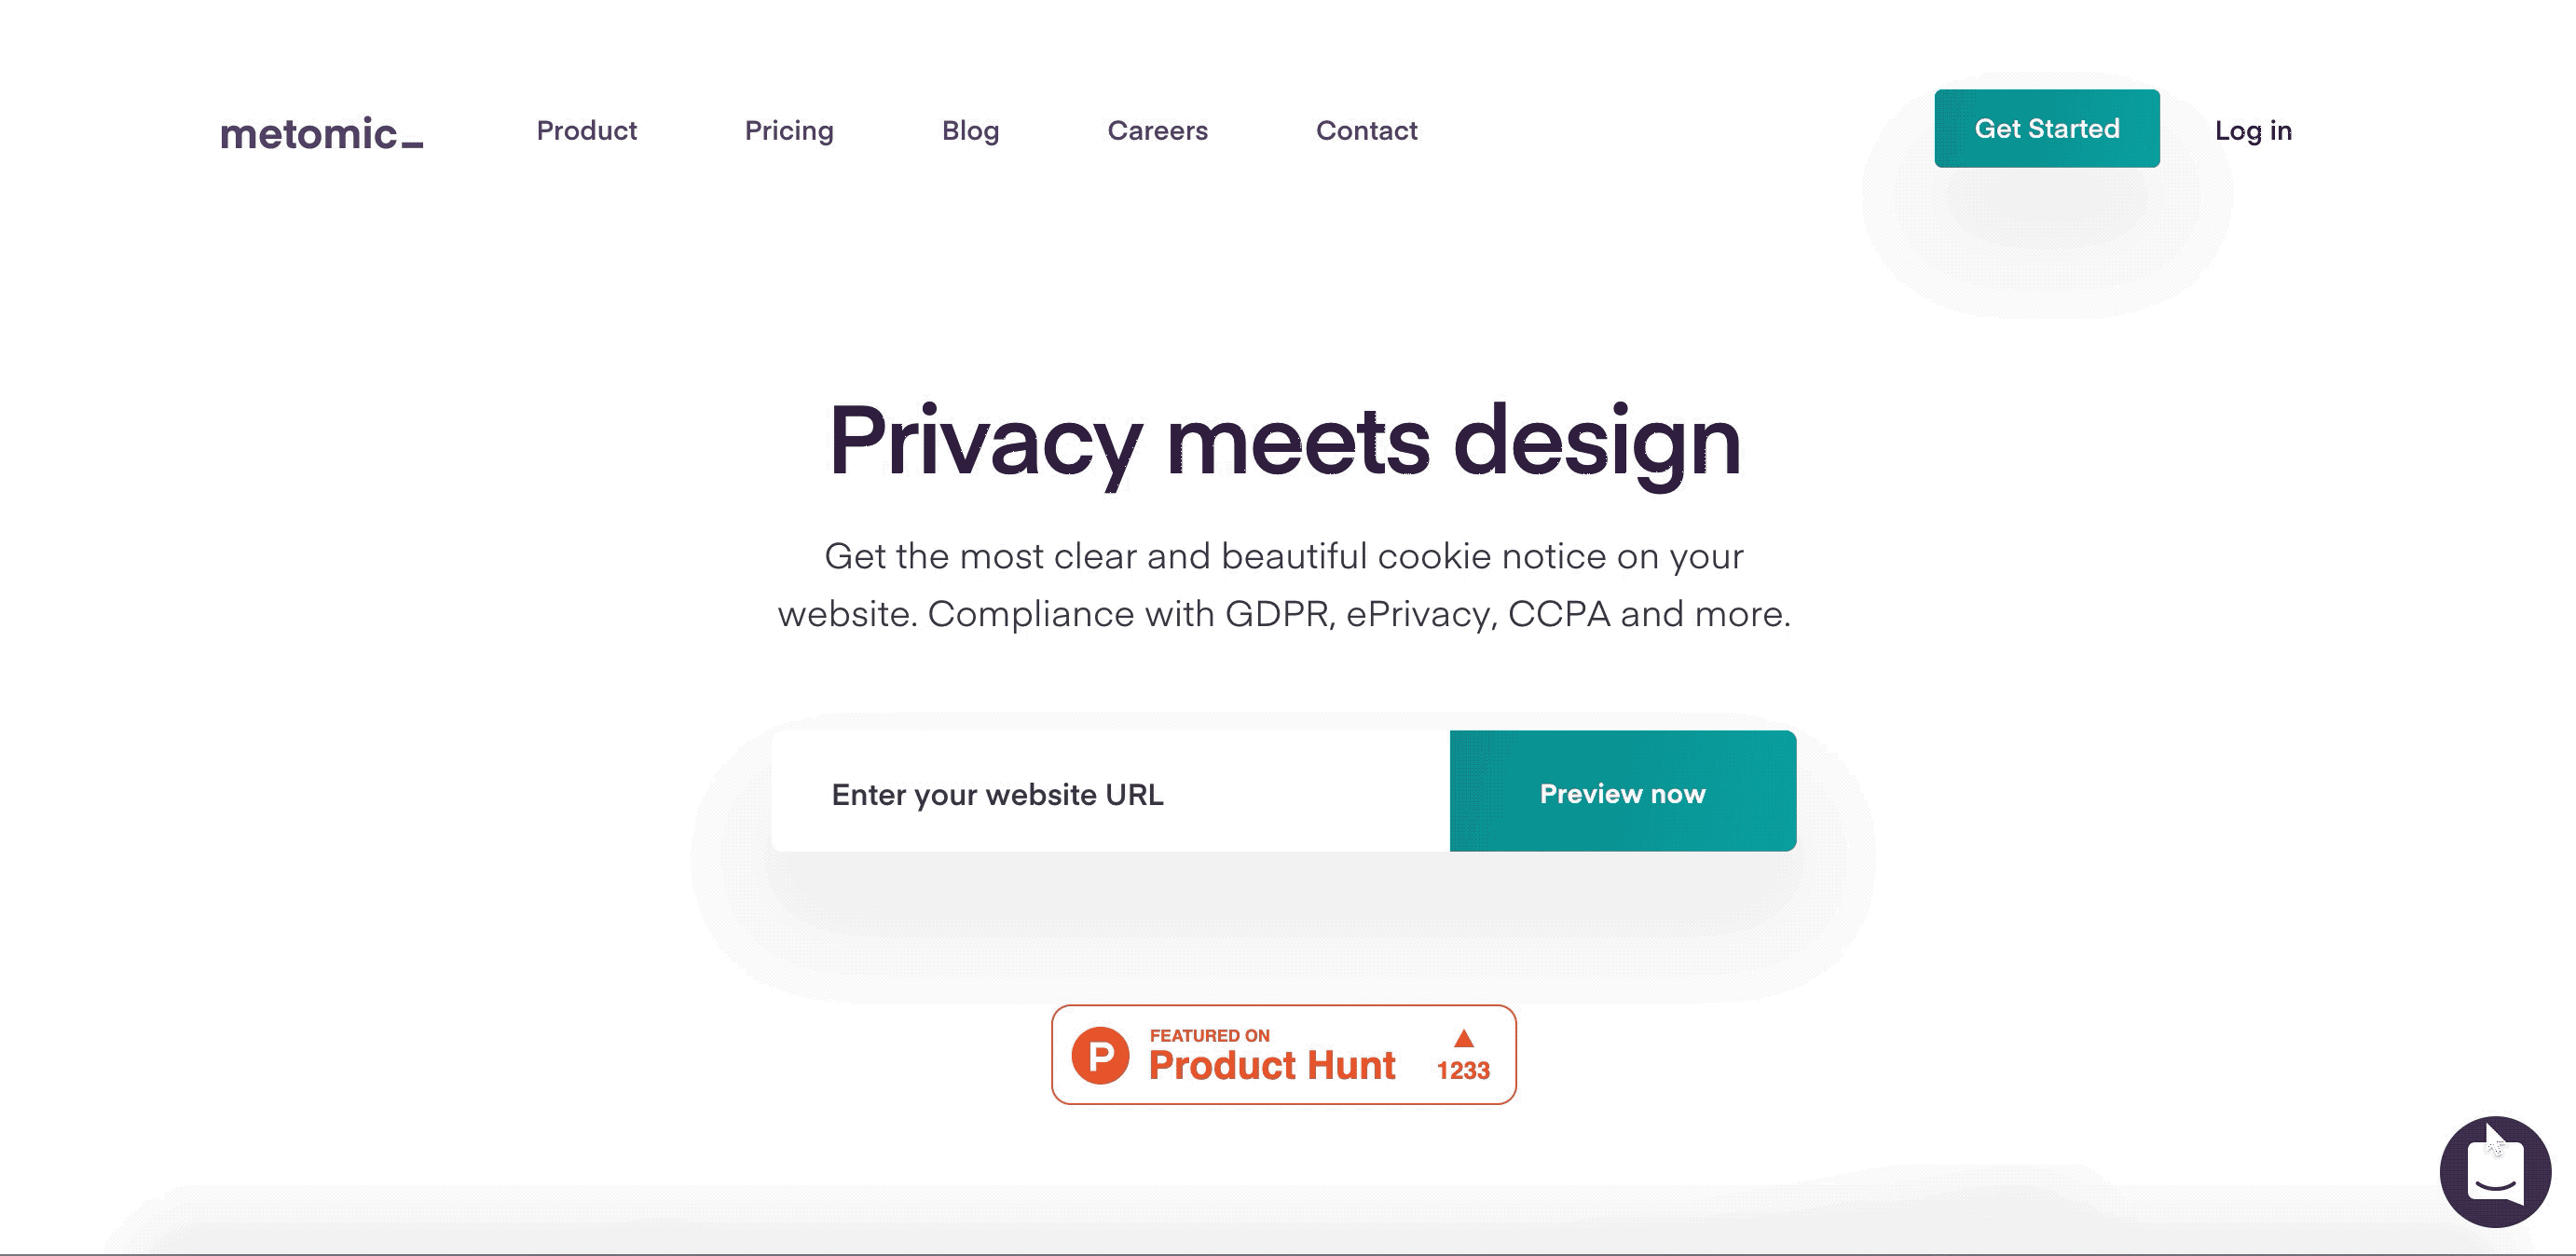 metomic_
Product
Pricing
Blog
Careers
Contact
Get Started
Log in
Privacy meets design
Get the most clear and beautiful cookie notice on your
website. Compliance with GDPR, ePrivacy, CCPA and more.
Enter your website URL
Preview now
P
FEATURED ON
Product Hunt
1233